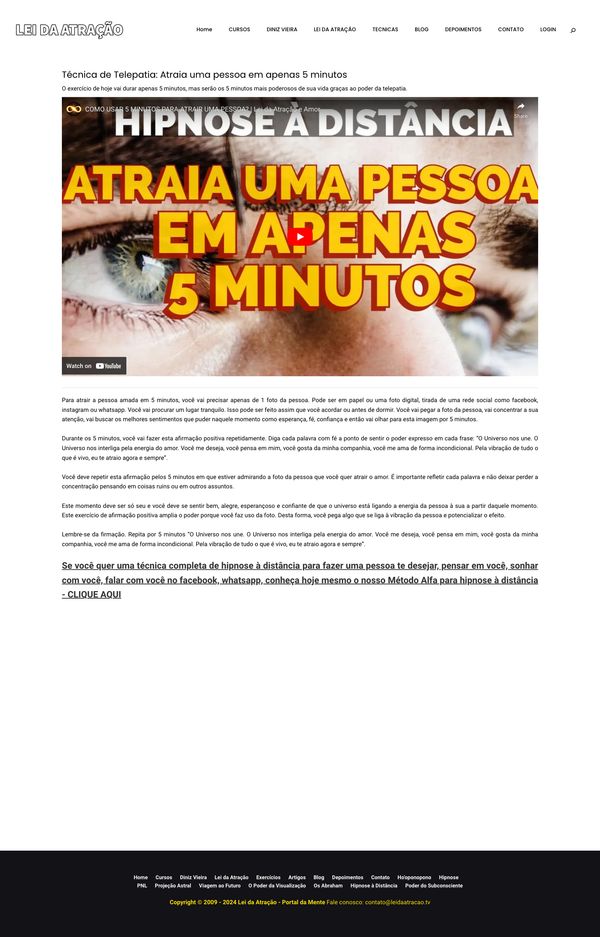 LEI DA ATRAÇÃO
Home CURSOS DINIZ VIEIRA LEI DA ATRAÇÃO TECNICAS BLOG DEPOIMENTOS CONTATO LOGIN
Técnica de Telepatia: Atraia uma pessoa em apenas 5 minutos
O exercício de hoje vai durar apenas 5 minutos, mas serão os 5 minutos mais poderosos de sua vida graças ao poder da telepatia.
COMO USAR 5 MINUTOS PARA ATRAIR UMA PESSOA? | Lei da Atração e Amor
Share
HIPNOSE À DISTÂNCIA
ATRAIA UMA PESSOA
EM APENAS
5 MINUTOS
Watch on YouTube
Para atrair a pessoa amada em 5 minutos, você vai precisar apenas de 1 foto da pessoa. Pode ser em papel ou uma foto digital, tirada de uma rede social como facebook,
instagram ou whatsapp. Você vai procurar um lugar tranquilo. Isso pode ser feito assim que você acordar ou antes de dormir. Você vai pegar a foto da pessoa, vai concentrar a sua
atenção, vai buscar os melhores sentimentos que puder naquele momento como esperança, fé, confiança e então vai olhar para esta imagem por 5 minutos.
Durante os 5 minutos, você vai fazer esta afirmação positiva repetidamente. Diga cada palavra com fé a ponto de sentir o poder expresso em cada frase: “O Universo nos une. O
Universo nos interliga pela energia do amor. Você me deseja, você pensa em mim, você gosta da minha companhia, você me ama de forma incondicional. Pela vibração de tudo o
que é vivo, eu te atraio agora e sempre”.
Você deve repetir esta afirmação pelos 5 minutos em que estiver admirando a foto da pessoa que você quer atrair o amor. É importante refletir cada palavra e não deixar perder a
concentração pensando em coisas ruins ou em outros assuntos.
Este momento deve ser só seu e você deve se sentir bem, alegre, esperançoso e confiante de que o universo está ligando a energia da pessoa à sua a partir daquele momento.
Este exercício de afirmação positiva amplia o poder porque você faz uso da foto. Desta forma, você pega algo que se liga à vibração da pessoa e potencializar o efeito.
Lembre-se da firmação. Repita por 5 minutos “O Universo nos une. O Universo nos interliga pela energia do amor. Você me deseja, você pensa em mim, você gosta da minha
companhia, você me ama de forma incondicional. Pela vibração de tudo o que é vivo, eu te atraio agora e sempre”.
Se você quer uma técnica completa de hipnose à distância para fazer uma pessoa te desejar, pensar em você, sonhar
com você, falar com você no facebook, whatsapp, conheça hoje mesmo o nosso Método Alfa para hipnose à distância
- CLIQUE AQUI
Home Cursos Diniz Vieira Lei da Atração Exercícios Artigos Blog Depoimentos Contato Ho'oponopono Hipnose
PNL Projeção Astral Viagem ao Futuro O Poder da Visualização Os Abraham Hipnose à Distância Poder do Subconsciente
Copyright © 2009 - 2024 Lei da Atração - Portal da Mente Fale conosco: contato@leidaatracao.tv